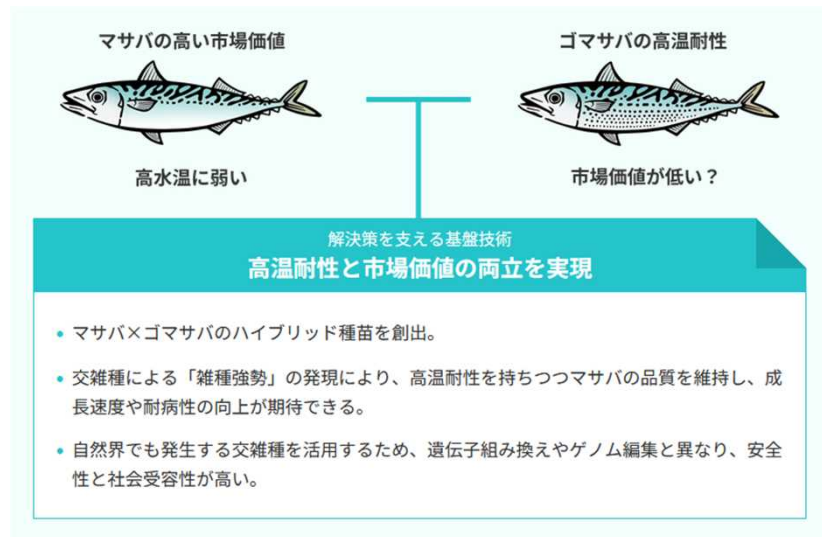 マサバの高い市場価値
ゴマサバの高温耐性
高水温に弱い
市場価値が低い？
解決策を支える基盤技術
高温耐性と市場価値の両立を実現
• マサバ×ゴマサバのハイブリッド種苗を創出。
• 交雑種による「雑種強勢」の発現により、高温耐性を持ちつつマサバの品質を維持し、成
長速度や耐病性の向上が期待できる。
• 自然界でも発生する交雑種を活用するため、遺伝子組み換えやゲノム編集と異なり、安全
性と社会受容性が高い。